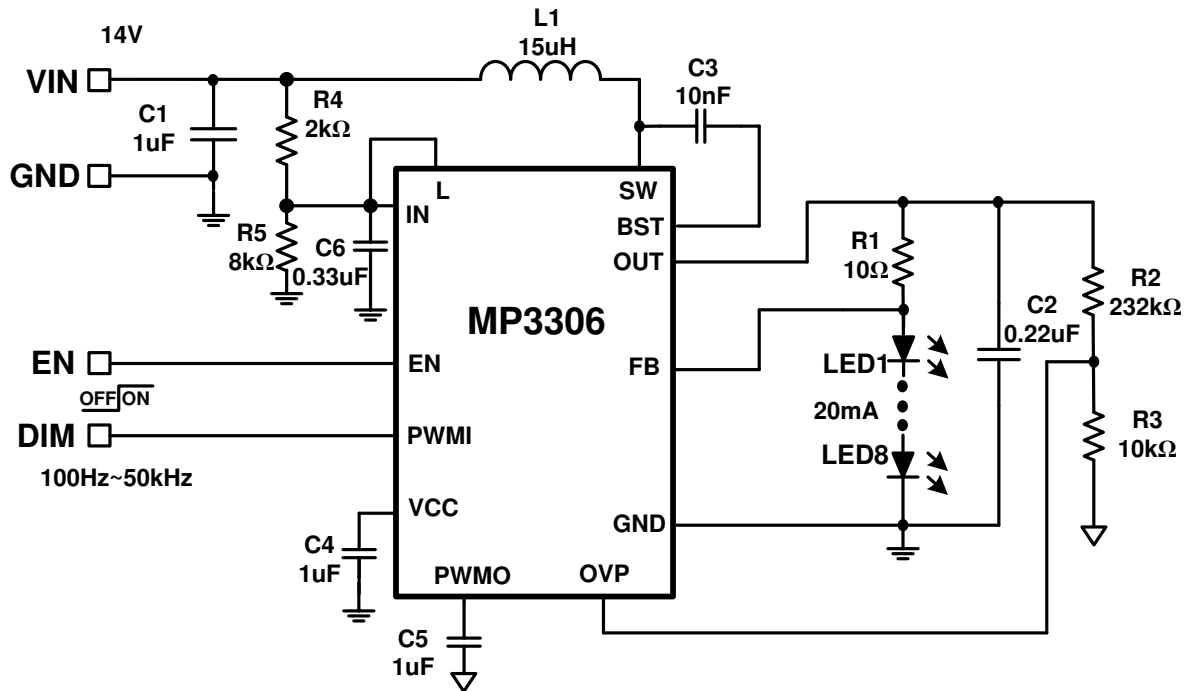 14V
L1
15uH
VIN
C3
10nF
C1
1uF
R4
2kΩ
GND
L
SW
IN
BST
R5
8kΩ
C6
0.33uF
OUT
R1
10Ω
R2
232kΩ
MP3306
C2
0.22uF
EN
EN
FB
LED1
OFF ON
20mA
DIM
PWMI
R3
10kΩ
LED8
100Hz~50kHz
VCC
GND
C4
1uF
PWMO
OVP
C5
1uF